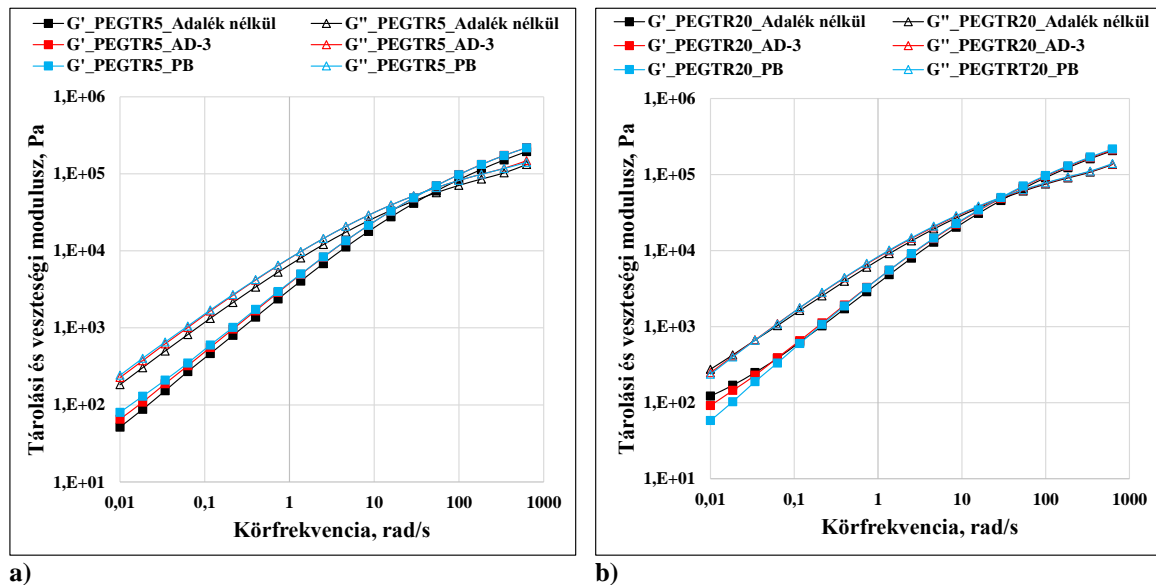 G'_PEGTR5_Adalék nélkül G''_PEGTR5_Adalék nélkül
G'_PEGTR5_AD-3 G''_PEGTR5_AD-3
G'_PEGTR5_PB G''_PEGTR5_PB
1,E+06
1,E+05
1,E+04
1,E+03
1,E+02
1,E+01
Tárolási és veszteségi modulusz, Pa
0,01 0,1 1 10 100 1000
Körfrekvencia, rad/s
a)
G'_PEGTR20_Adalék nélkül G''_PEGTR20_Adalék nélkül
G'_PEGTR20_AD-3 G''_PEGTR20_AD-3
G'_PEGTR20_PB G''_PEGTRT20_PB
1,E+06
1,E+05
1,E+04
1,E+03
1,E+02
1,E+01
Tárolási és veszteségi modulusz, Pa
0,01 0,1 1 10 100 1000
Körfrekvencia, rad/s
b)